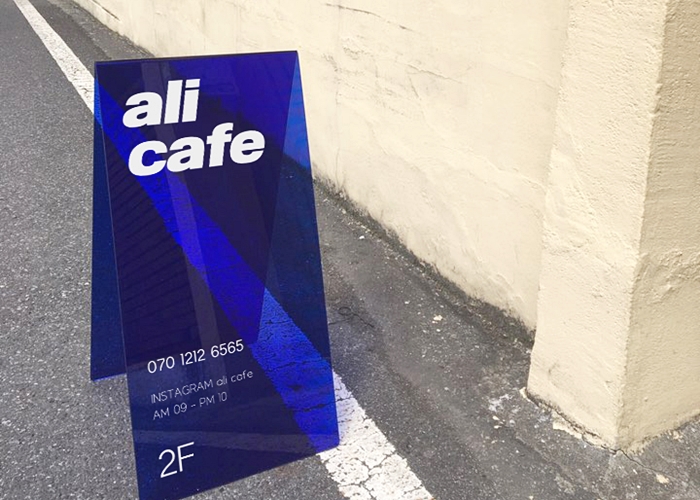 ali
cafe
070 1212 6565
INSTAGRAM ali cafe
AM 09 - PM 10
2F